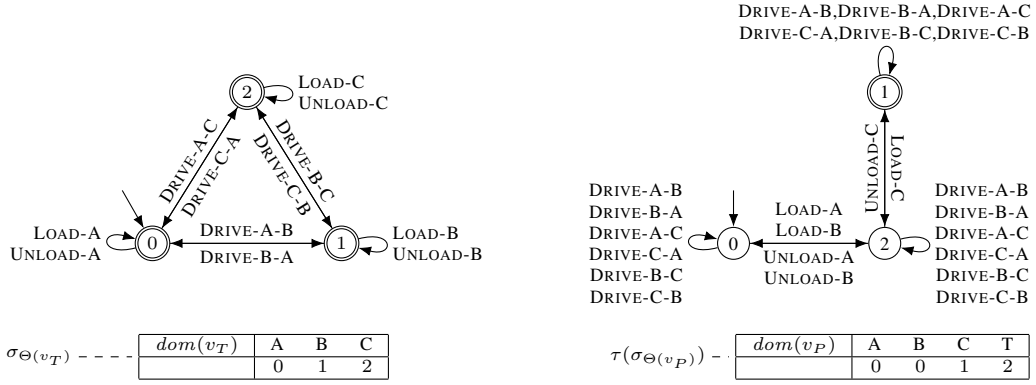 2
LOAD-C
UNLOAD-C
DRIVE-A-C
DRIVE-C-A
DRIVE-B-C
DRIVE-C-B
LOAD-A
UNLOAD-A
0
DRIVE-A-B
DRIVE-B-A
1
LOAD-B
UNLOAD-B
σΘ(vT)
dom(vT) A B C
0 1 2
DRIVE-A-B,DRIVE-B-A,DRIVE-A-C
DRIVE-C-A,DRIVE-B-C,DRIVE-C-B
1
UNLOAD-C
LOAD-C
DRIVE-A-B
DRIVE-B-A
DRIVE-A-C
DRIVE-C-A
DRIVE-B-C
DRIVE-C-B
0
LOAD-A
LOAD-B
UNLOAD-A
UNLOAD-B
2
DRIVE-A-B
DRIVE-B-A
DRIVE-A-C
DRIVE-C-A
DRIVE-B-C
DRIVE-C-B
τ(σΘ(vP))
dom(vP) A B C T
0 0 1 2